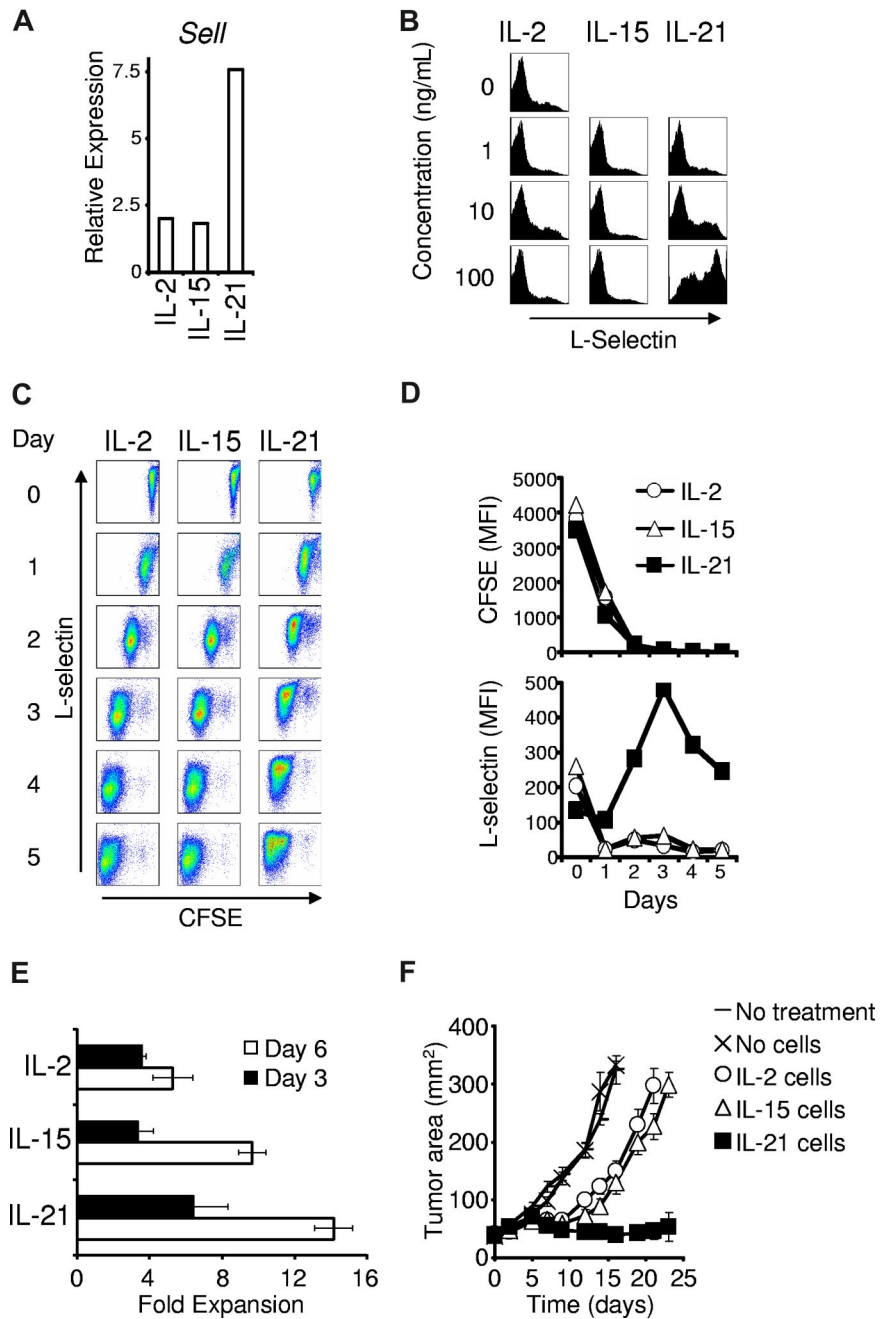 A
Sell
Relative Expression
7.5
5
2.5
0
IL-2
IL-15
IL-21
B
IL-2 IL-15 IL-21
Concentration (ng/mL)
0
1
10
100
L-Selectin
C
Day IL-2 IL-15 IL-21
0
1
2
3
4
5
L-selectin
CFSE
D
CFSE (MFI)
5000
4000
3000
2000
1000
0
IL-2
IL-15
IL-21
L-selectin (MFI)
500
400
300
200
100
0
0 1 2 3 4 5
Days
E
IL-2
IL-15
IL-21
Day 6
Day 3
0 4 8 12 16
Fold Expansion
F
Tumor area (mm²)
400
300
200
100
0
0 5 10 15 20 25
Time (days)
No treatment
No cells
IL-2 cells
IL-15 cells
IL-21 cells